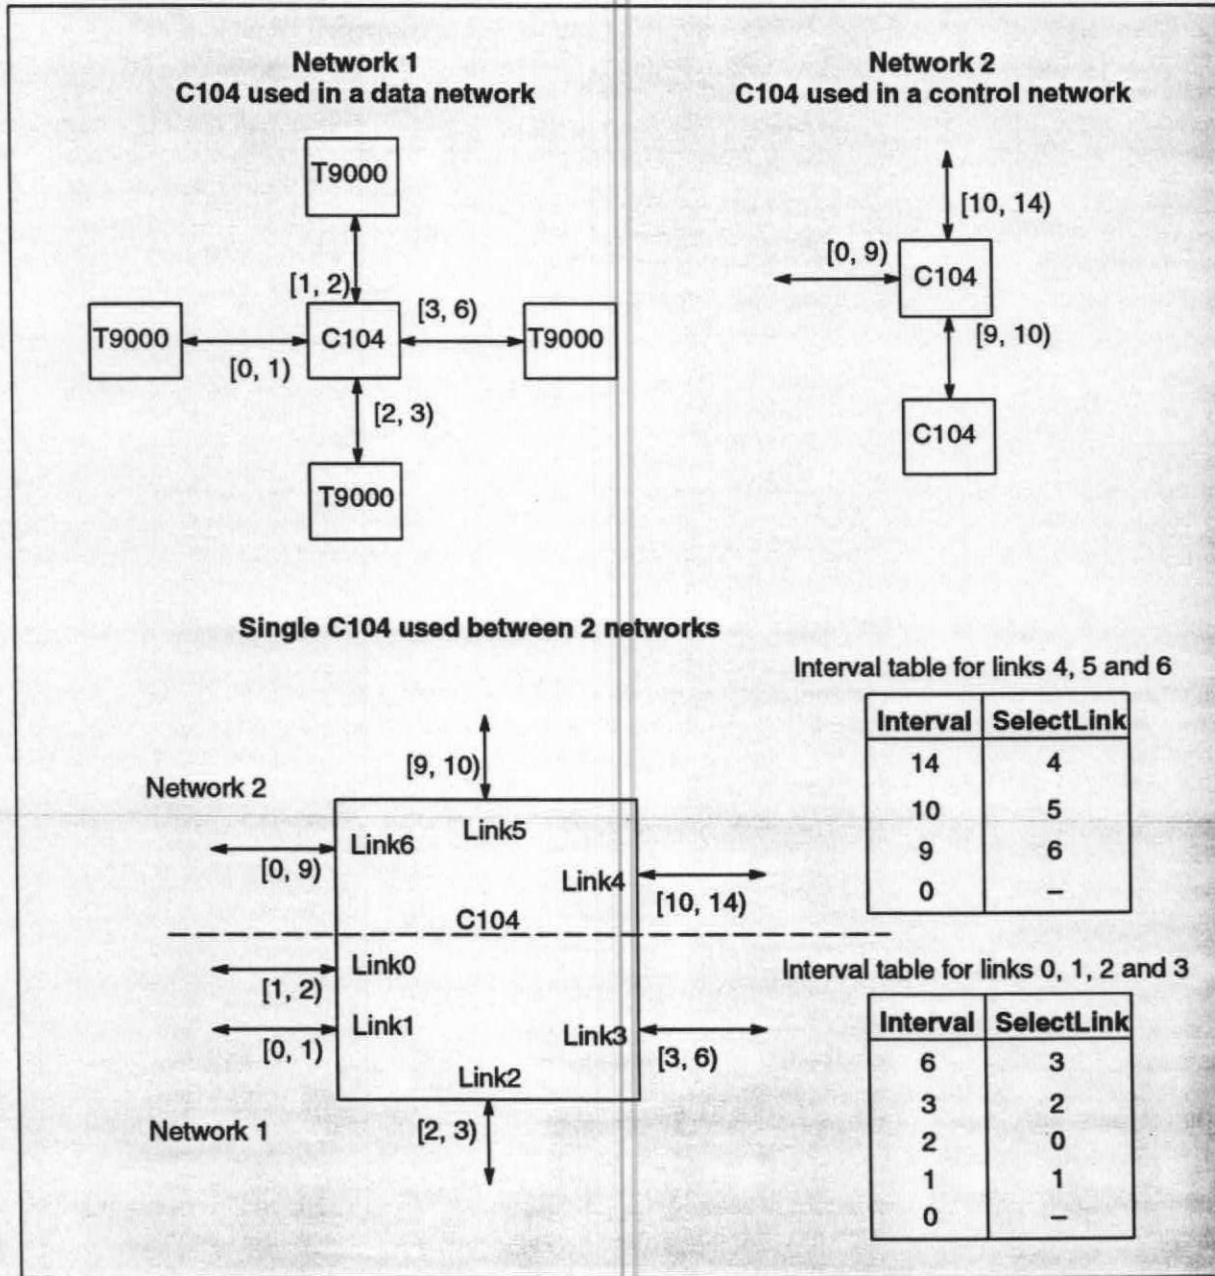 Network 1
C104 used in a data network
T9000
[1, 2)
[3, 6)
T9000
C104
T9000
[0, 1)
[2, 3)
T9000
Network 2
C104 used in a control network
[10, 14)
[0, 9)
C104
[9, 10)
C104
Single C104 used between 2 networks
[9, 10)
Network 2
Link5
Link6
[0, 9)
Link4
[10, 14)
C104
Link0
[1, 2)
Link1
[0, 1)
Link3
[3, 6)
Link2
[2, 3)
Network 1
Interval table for links 4, 5 and 6
Interval SelectLink
14 4
10 5
9 6
0 –
Interval table for links 0, 1, 2 and 3
Interval SelectLink
6 3
3 2
2 0
1 1
0 –